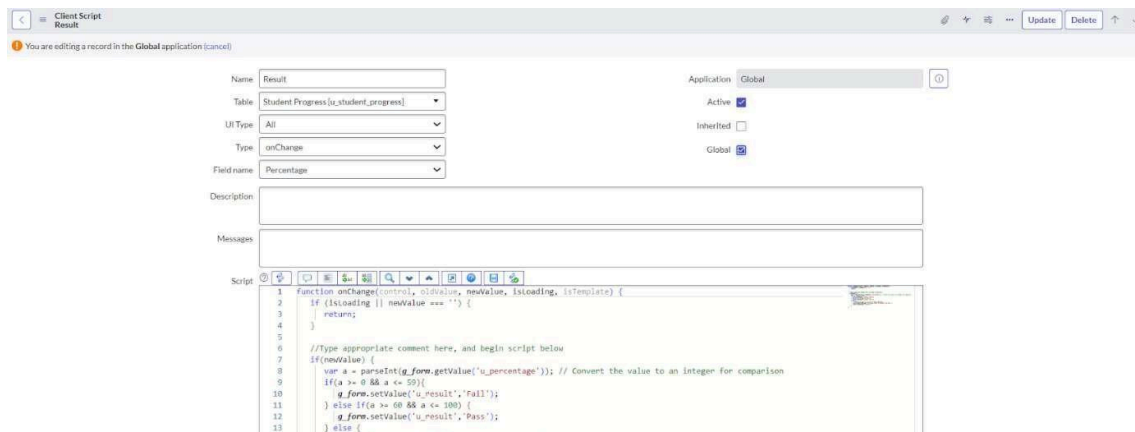 Client Script
Result
Update
Delete
You are editing a record in the Global application (cancel)
Name
Result
Application
Global
Table
Student Progress [u_student_progress]
Active
UI Type
All
Inherited
Type
onChange
Global
Field name
Percentage
Description
Messages
Script
1 function onChange(control, oldValue, newValue, isLoading, isTemplate) {
2 if (isLoading || newValue === '') {
3 return;
4 }
5
6 //Type appropriate comment here, and begin script below
7 if(newValue) {
8 var a = parseInt(g_form.getValue('u_percentage')); // Convert the value to an integer for comparison
9 if(a >= 0 && a <= 59){
10 g_form.setValue('u_result','Fail');
11 } else if(a >= 60 && a <= 100) {
12 g_form.setValue('u_result','Pass');
13 } else {